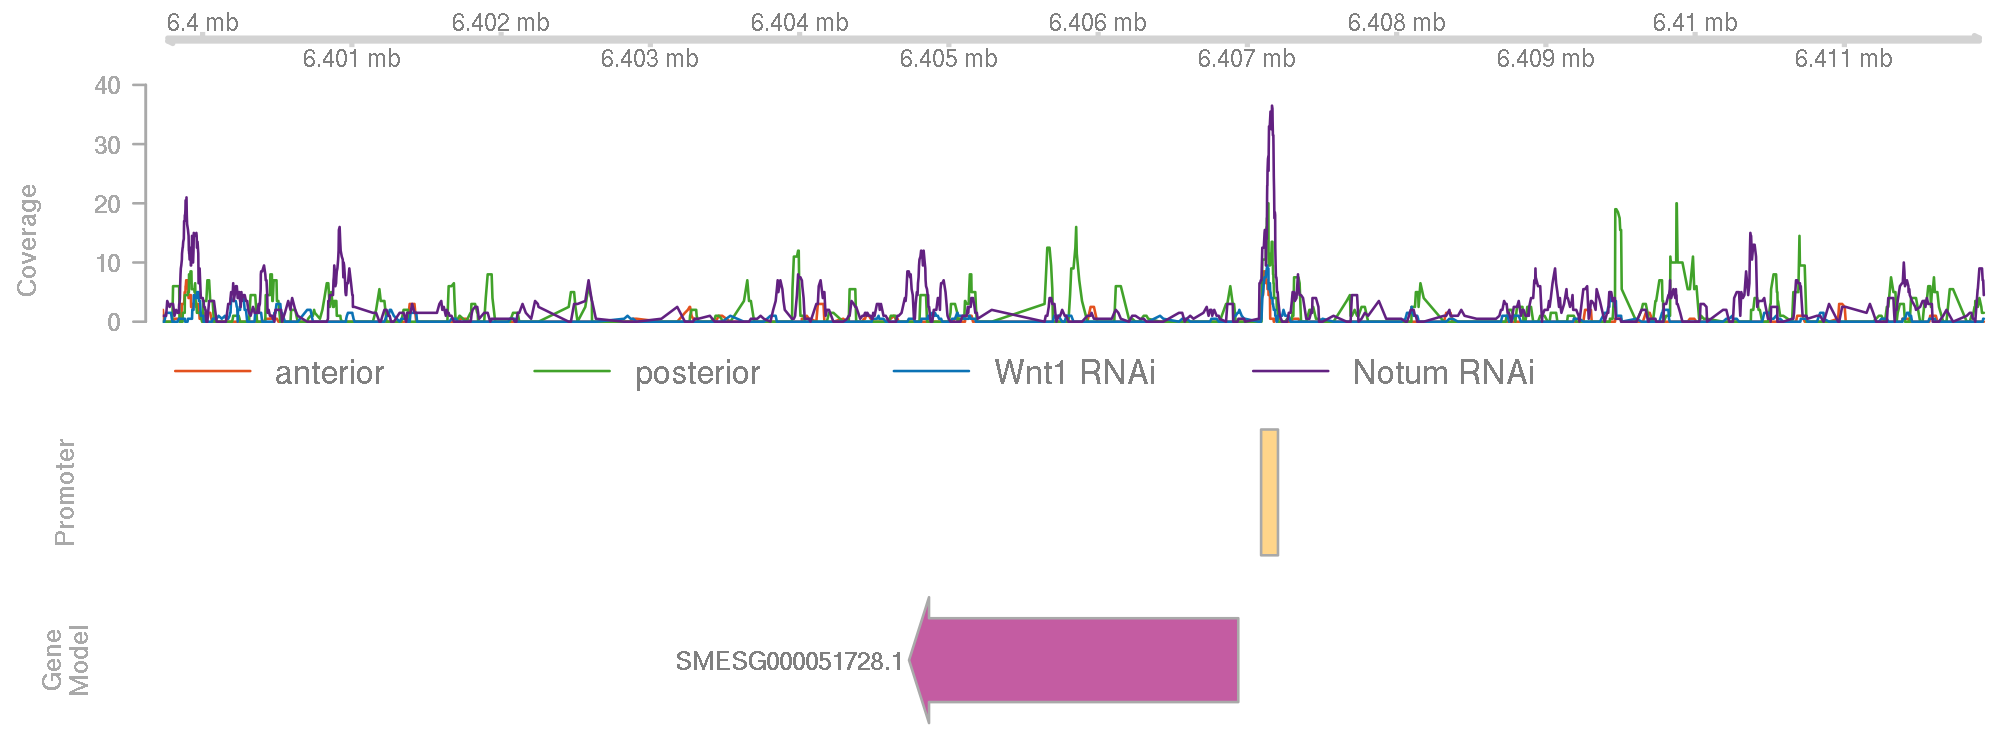 6.4 mb 6.402 mb 6.404 mb 6.406 mb 6.408 mb 6.41 mb
6.401 mb 6.403 mb 6.405 mb 6.407 mb 6.409 mb 6.411 mb
40
30
20
10
0
Coverage
anterior posterior Wnt1 RNAi Notum RNAi
Promoter
Gene
Model
SMESG000051728.1